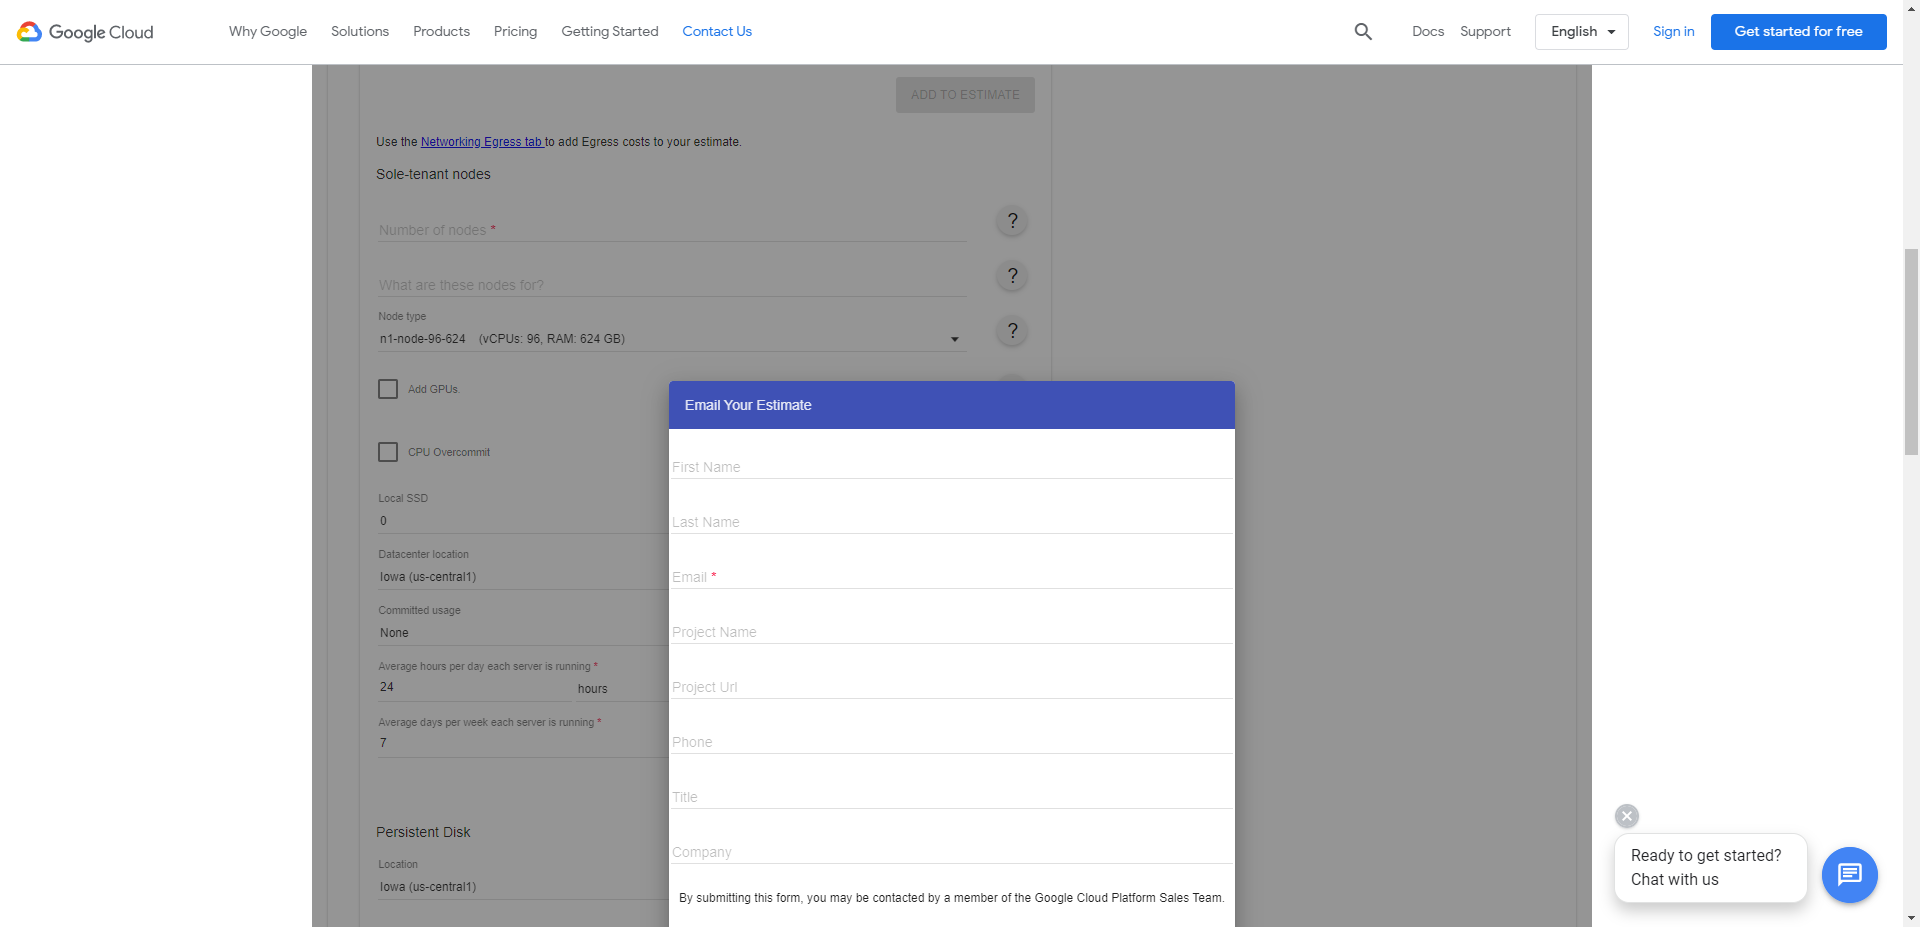 Google Cloud
Why Google
Solutions
Products
Pricing
Getting Started
Contact Us
Docs
Support
English
Sign in
Get started for free
ADD TO ESTIMATE
Use the Networking Egress tab to add Egress costs to your estimate.
Sole-tenant nodes
Number of nodes *
?
What are these nodes for?
?
Node type
n1-node-96-624 (vCPUs: 96, RAM: 624 GB)
?
Add GPUs.
CPU Overcommit
Local SSD
0
Datacenter location
Iowa (us-central1)
Committed usage
None
Average hours per day each server is running *
24
hours
Average days per week each server is running *
7
Persistent Disk
Location
Iowa (us-central1)
Email Your Estimate
First Name
Last Name
Email *
Project Name
Project Url
Phone
Title
Company
By submitting this form, you may be contacted by a member of the Google Cloud Platform Sales Team.
Ready to get started?
Chat with us